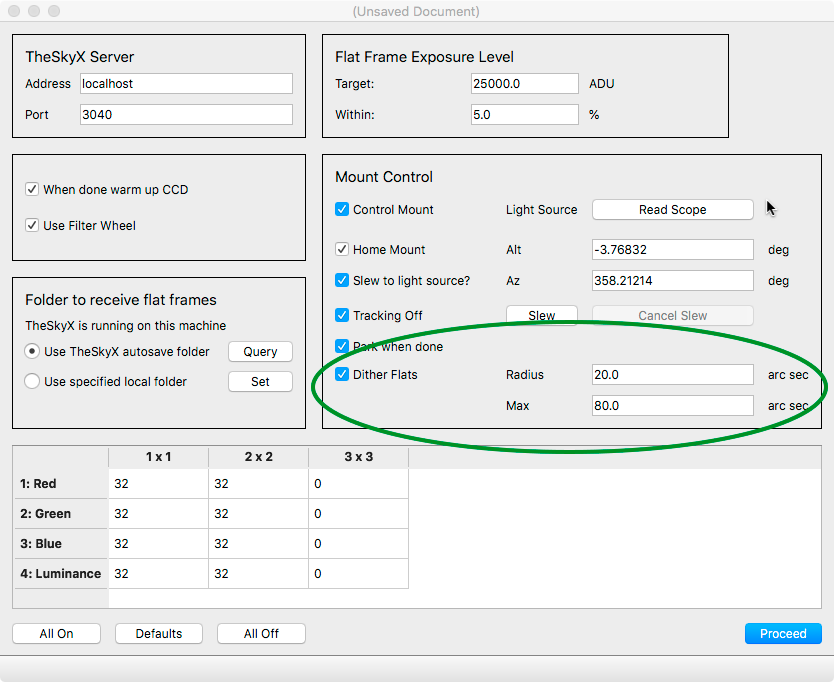 (Unsaved Document)
TheSkyX Server
Address localhost
Port 3040
Flat Frame Exposure Level
Target: 25000.0 ADU
Within: 5.0 %
When done warm up CCD
Use Filter Wheel
Folder to receive flat frames
TheSkyX is running on this machine
Use TheSkyX autosave folder Query
Use specified local folder Set
Mount Control
Control Mount Light Source Read Scope
Home Mount Alt -3.76832 deg
Slew to light source? Az 358.21214 deg
Tracking Off Slew Cancel Slew
Park when done
Dither Flats Radius 20.0 arc sec
Max 80.0 arc sec
1 x 1 2 x 2 3 x 3
1: Red 32 32 0
2: Green 32 32 0
3: Blue 32 32 0
4: Luminance 32 32 0
All On Defaults All Off Proceed